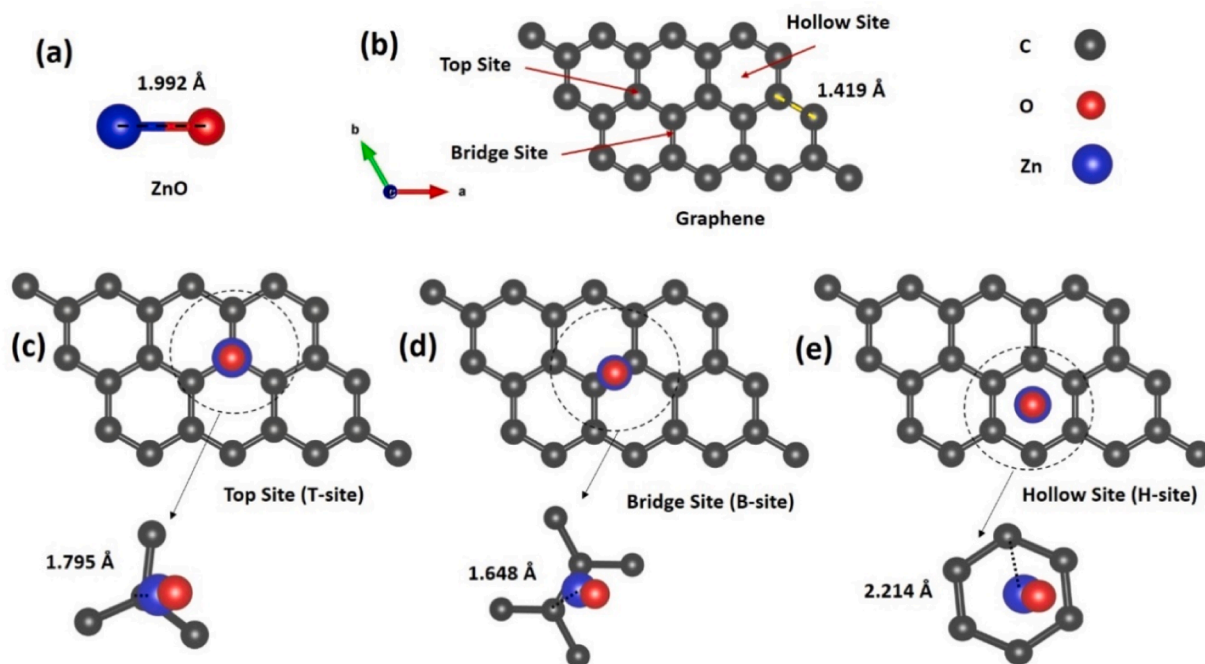 (a)
1.992 Å
ZnO
(b)
Hollow Site
Top Site
1.419 Å
Bridge Site
b
a
Graphene
C
O
Zn
(c)
Top Site (T-site)
1.795 Å
(d)
Bridge Site (B-site)
1.648 Å
(e)
Hollow Site (H-site)
2.214 Å